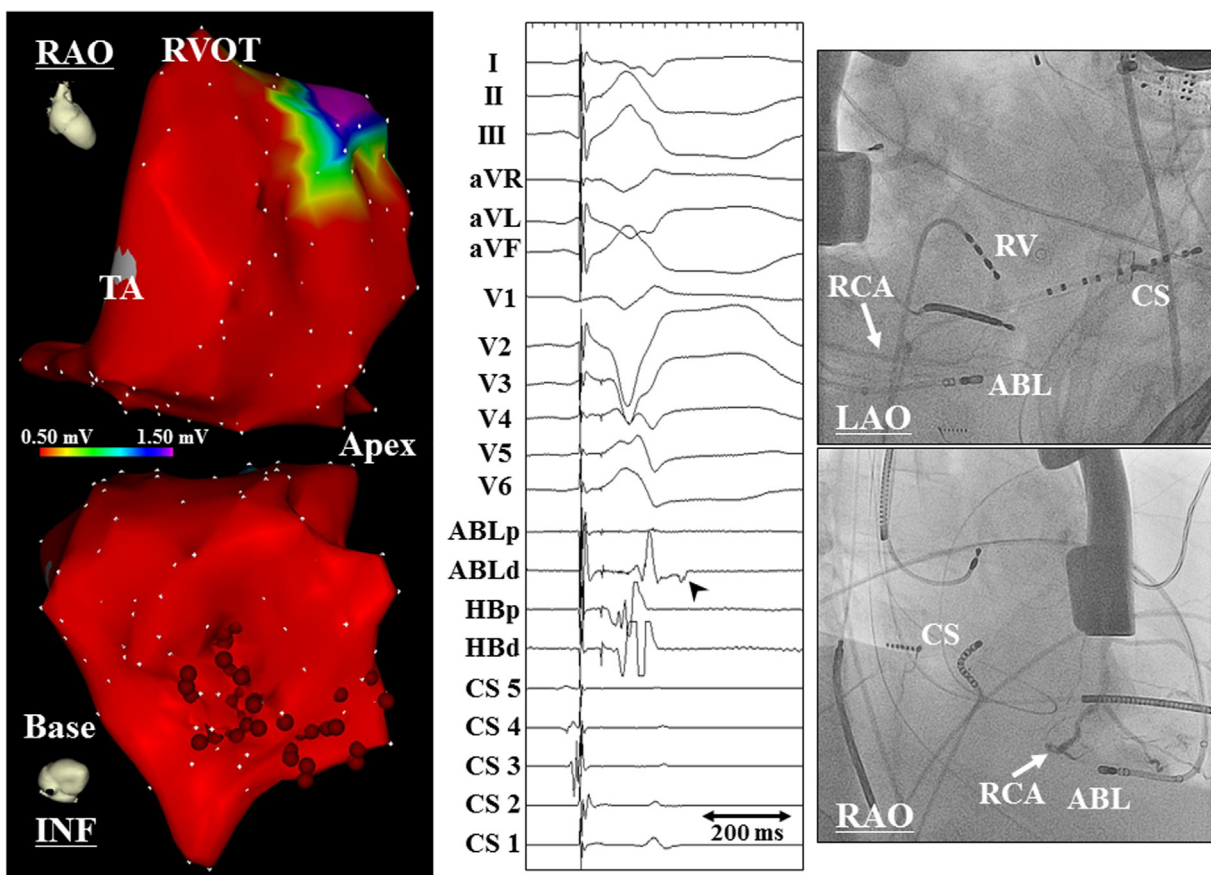 RAO
RVOT
TA
0.50 mV 1.50 mV
Apex
Base
INF
I
II
III
aVR
aVL
aVF
V1
V2
V3
V4
V5
V6
ABLp
ABLd
HBp
HBd
CS 5
CS 4
CS 3
CS 2
CS 1
200 ms
RV
RCA
CS
ABL
LAO
CS
RCA
ABL
RAO